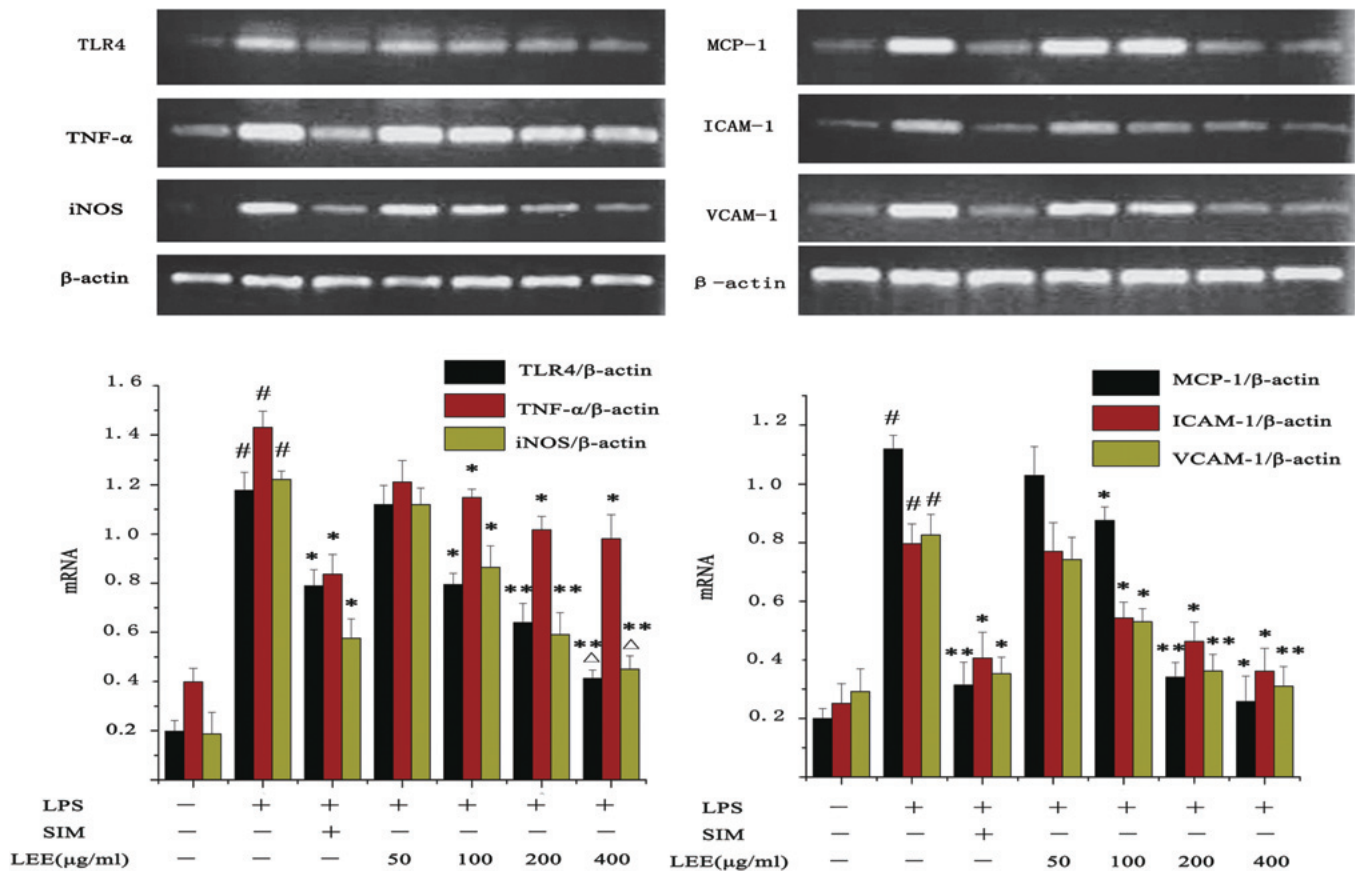 TLR4
TNF-α
iNOS
β-actin
MCP-1
ICAM-1
VCAM-1
β-actin
TLR4/β-actin
TNF-α/β-actin
iNOS/β-actin
mRNA
1.6
1.4
1.2
1.0
0.8
0.6
0.4
0.2
# # #
* * *
* * *
** * **
** △ * ** △
LPS − + + + + + +
SIM − − + − − − −
LEE(μg/ml) − − − 50 100 200 400
MCP-1/β-actin
ICAM-1/β-actin
VCAM-1/β-actin
mRNA
1.2
1.0
0.8
0.6
0.4
0.2
# # #
** * *
* * *
** * **
* * **
LPS − + + + + + +
SIM − − + − − − −
LEE(μg/ml) − − − 50 100 200 400